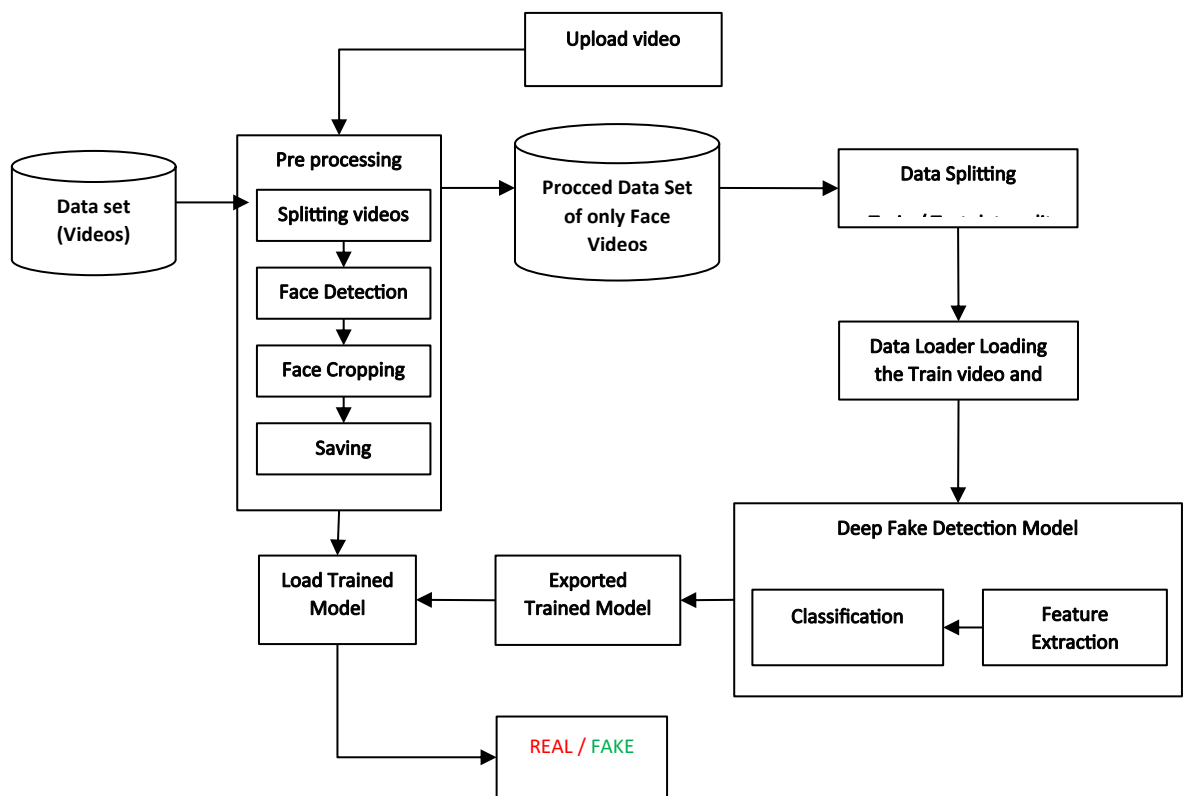 Upload video
Data set
(Videos)
Pre processing
Splitting videos
Face Detection
Face Cropping
Saving
Procced Data Set
of only Face
Videos
Data Splitting
Data Loader Loading
the Train video and
Deep Fake Detection Model
Classification
Feature
Extraction
Exported
Trained Model
Load Trained
Model
REAL / FAKE